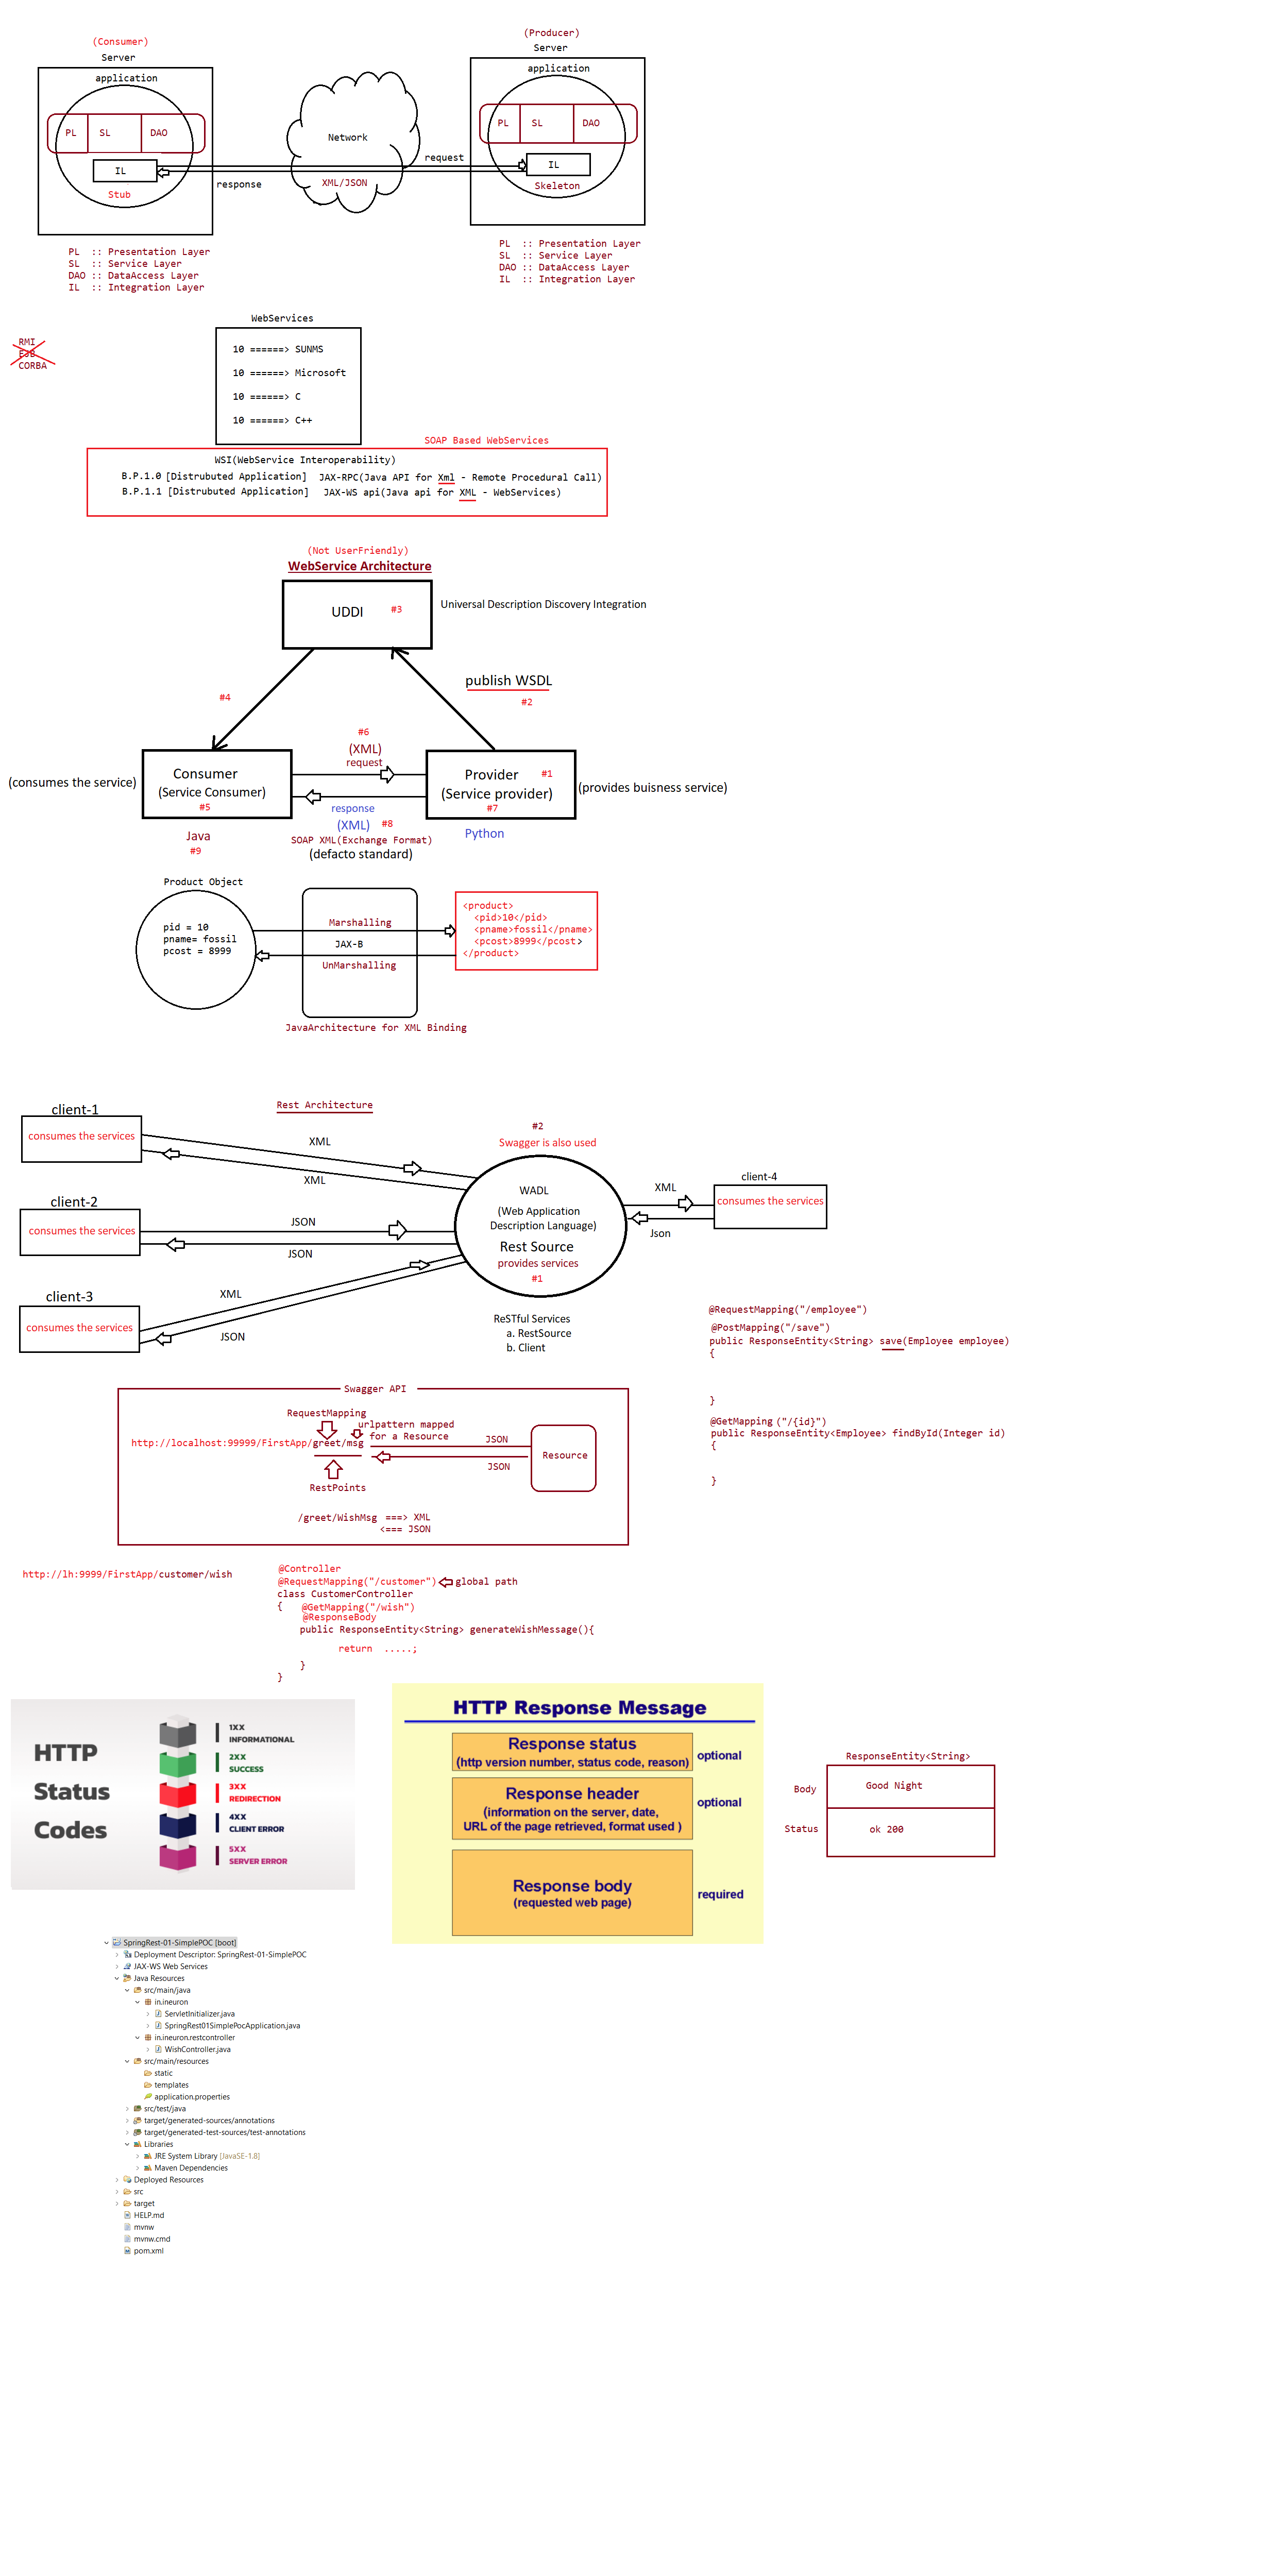 (Consumer)
Server
application
PL SL DAO
IL
Stub
Network
XML/JSON
request
response
(Producer)
Server
application
PL SL DAO
IL
Skeleton
PL :: Presentation Layer
SL :: Service Layer
DAO :: DataAccess Layer
IL :: Integration Layer
PL :: Presentation Layer
SL :: Service Layer
DAO :: DataAccess Layer
IL :: Integration Layer
RMI
EJB
CORBA
WebServices
10 ======> SUNMS
10 ======> Microsoft
10 ======> C
10 ======> C++
SOAP Based WebServices
WSI(WebService Interoperability)
B.P.1.0 [Distrubuted Application] JAX-RPC(Java API for Xml - Remote Procedural Call)
B.P.1.1 [Distrubuted Application] JAX-WS api(Java api for XML - WebServices)
(Not UserFriendly)
WebService Architecture
UDDI #3
Universal Description Discovery Integration
publish WSDL
#2
#4
#6
(XML)
request
(consumes the service)
Consumer
(Service Consumer)
#5
Provider #1
(Service provider)
#7
(provides buisness service)
response
(XML) #8
SOAP XML(Exchange Format)
(defacto standard)
Java
#9
Python
Product Object
pid = 10
pname= fossil
pcost = 8999
Marshalling
JAX-B
UnMarshalling
<product>
<pid>10</pid>
<pname>fossil</pname>
<pcost>8999</pcost>
</product>
JavaArchitecture for XML Binding
Rest Architecture
client-1
consumes the services
XML
XML
client-2
consumes the services
JSON
JSON
client-3
consumes the services
XML
JSON
#2
Swagger is also used
WADL
(Web Application
Description Language)
Rest Source
provides services
#1
XML
Json
client-4
consumes the services
ReSTful Services
a. RestSource
b. Client
@RequestMapping("/employee")
@PostMapping("/save")
public ResponseEntity<String> save(Employee employee)
{
}
@GetMapping ("/{id}")
public ResponseEntity<Employee> findById(Integer id)
{
}
Swagger API
RequestMapping
urlpattern mapped
for a Resource
http://localhost:99999/FirstApp/greet/msg
RestPoints
JSON
JSON
Resource
/greet/WishMsg ===> XML
<=== JSON
http://lh:9999/FirstApp/customer/wish
@Controller
@RequestMapping("/customer") global path
class CustomerController
{ @GetMapping("/wish")
@ResponseBody
public ResponseEntity<String> generateWishMessage(){
return .....;
}
}
HTTP
Status
Codes
1XX
INFORMATIONAL
2XX
SUCCESS
3XX
REDIRECTION
4XX
CLIENT ERROR
5XX
SERVER ERROR
HTTP Response Message
Response status
(http version number, status code, reason)
optional
Response header
(information on the server, date,
URL of the page retrieved, format used )
optional
Response body
(requested web page)
required
ResponseEntity<String>
Body Good Night
Status ok 200
SpringRest-01-SimplePOC [boot]
Deployment Descriptor: SpringRest-01-SimplePOC
JAX-WS Web Services
Java Resources
src/main/java
in.ineuron
ServletInitializer.java
SpringRest01SimplePocApplication.java
in.ineuron.restcontroller
WishController.java
src/main/resources
static
templates
application.properties
src/test/java
target/generated-sources/annotations
target/generated-test-sources/test-annotations
Libraries
JRE System Library [JavaSE-1.8]
Maven Dependencies
Deployed Resources
src
target
HELP.md
mvnw
mvnw.cmd
pom.xml